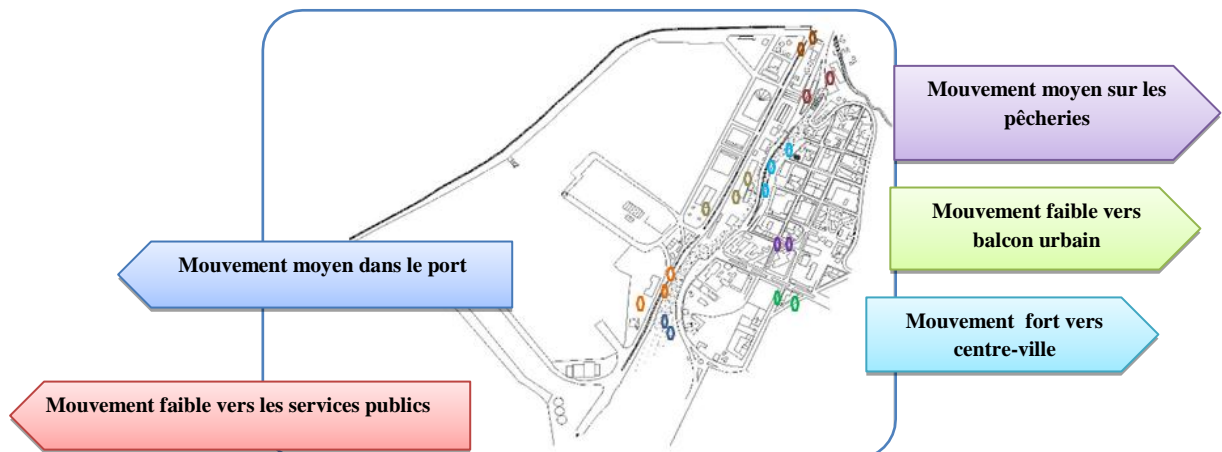 Mouvement moyen sur les
pêcheries
Mouvement faible vers
balcon urbain
Mouvement moyen dans le port
Mouvement fort vers
centre-ville
Mouvement faible vers les services publics